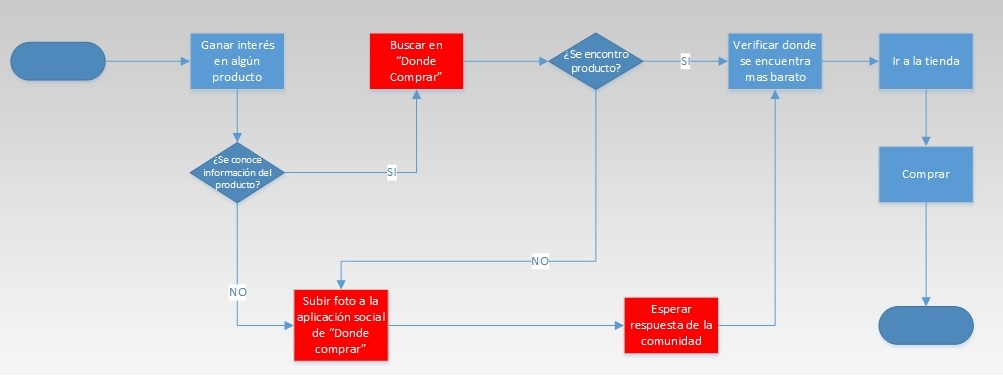 Ganar interés
en algún
producto
Buscar en
“Donde
Comprar”
¿Se encontro
producto?
SI
Verificar donde
se encuentra
mas barato
Ir a la tienda
¿Se conoce
información del
producto?
SI
Comprar
NO
NO
Subir foto a la
aplicación social
de “Donde
comprar”
Esperar
respuesta de la
comunidad